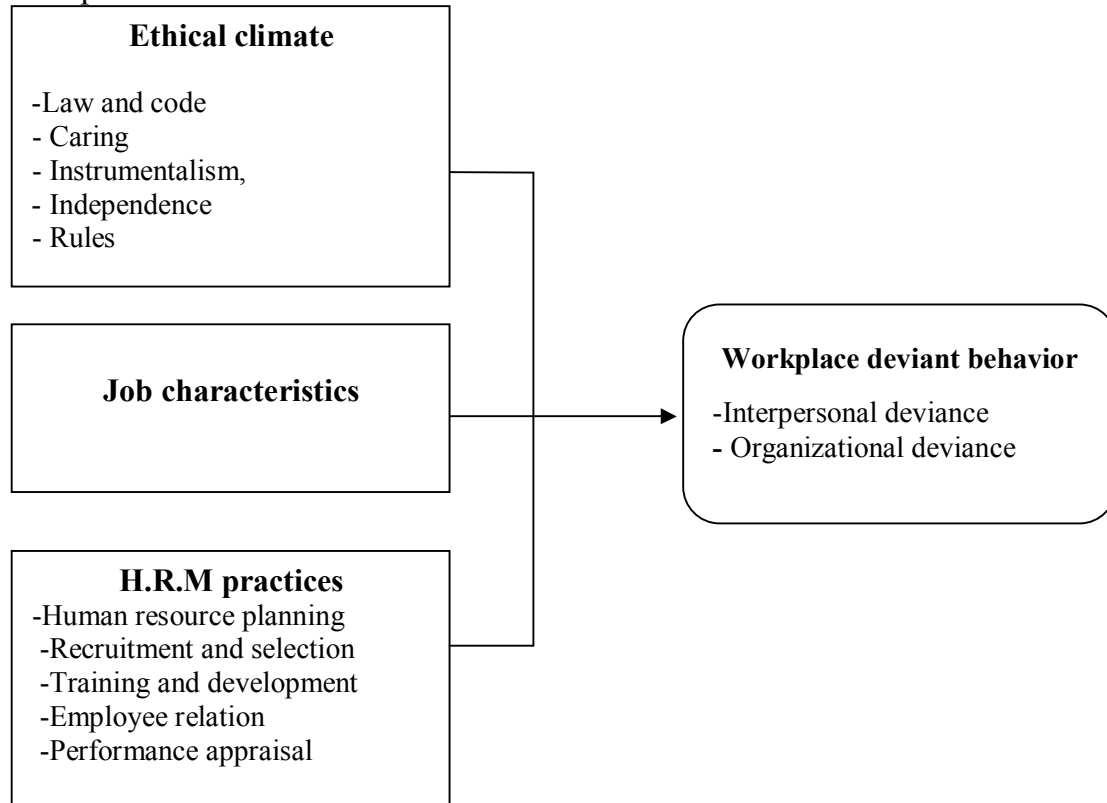 Ethical climate
-Law and code
- Caring
- Instrumentalism,
- Independence
- Rules
Job characteristics
H.R.M practices
-Human resource planning
-Recruitment and selection
-Training and development
-Employee relation
-Performance appraisal
Workplace deviant behavior
-Interpersonal deviance
- Organizational deviance